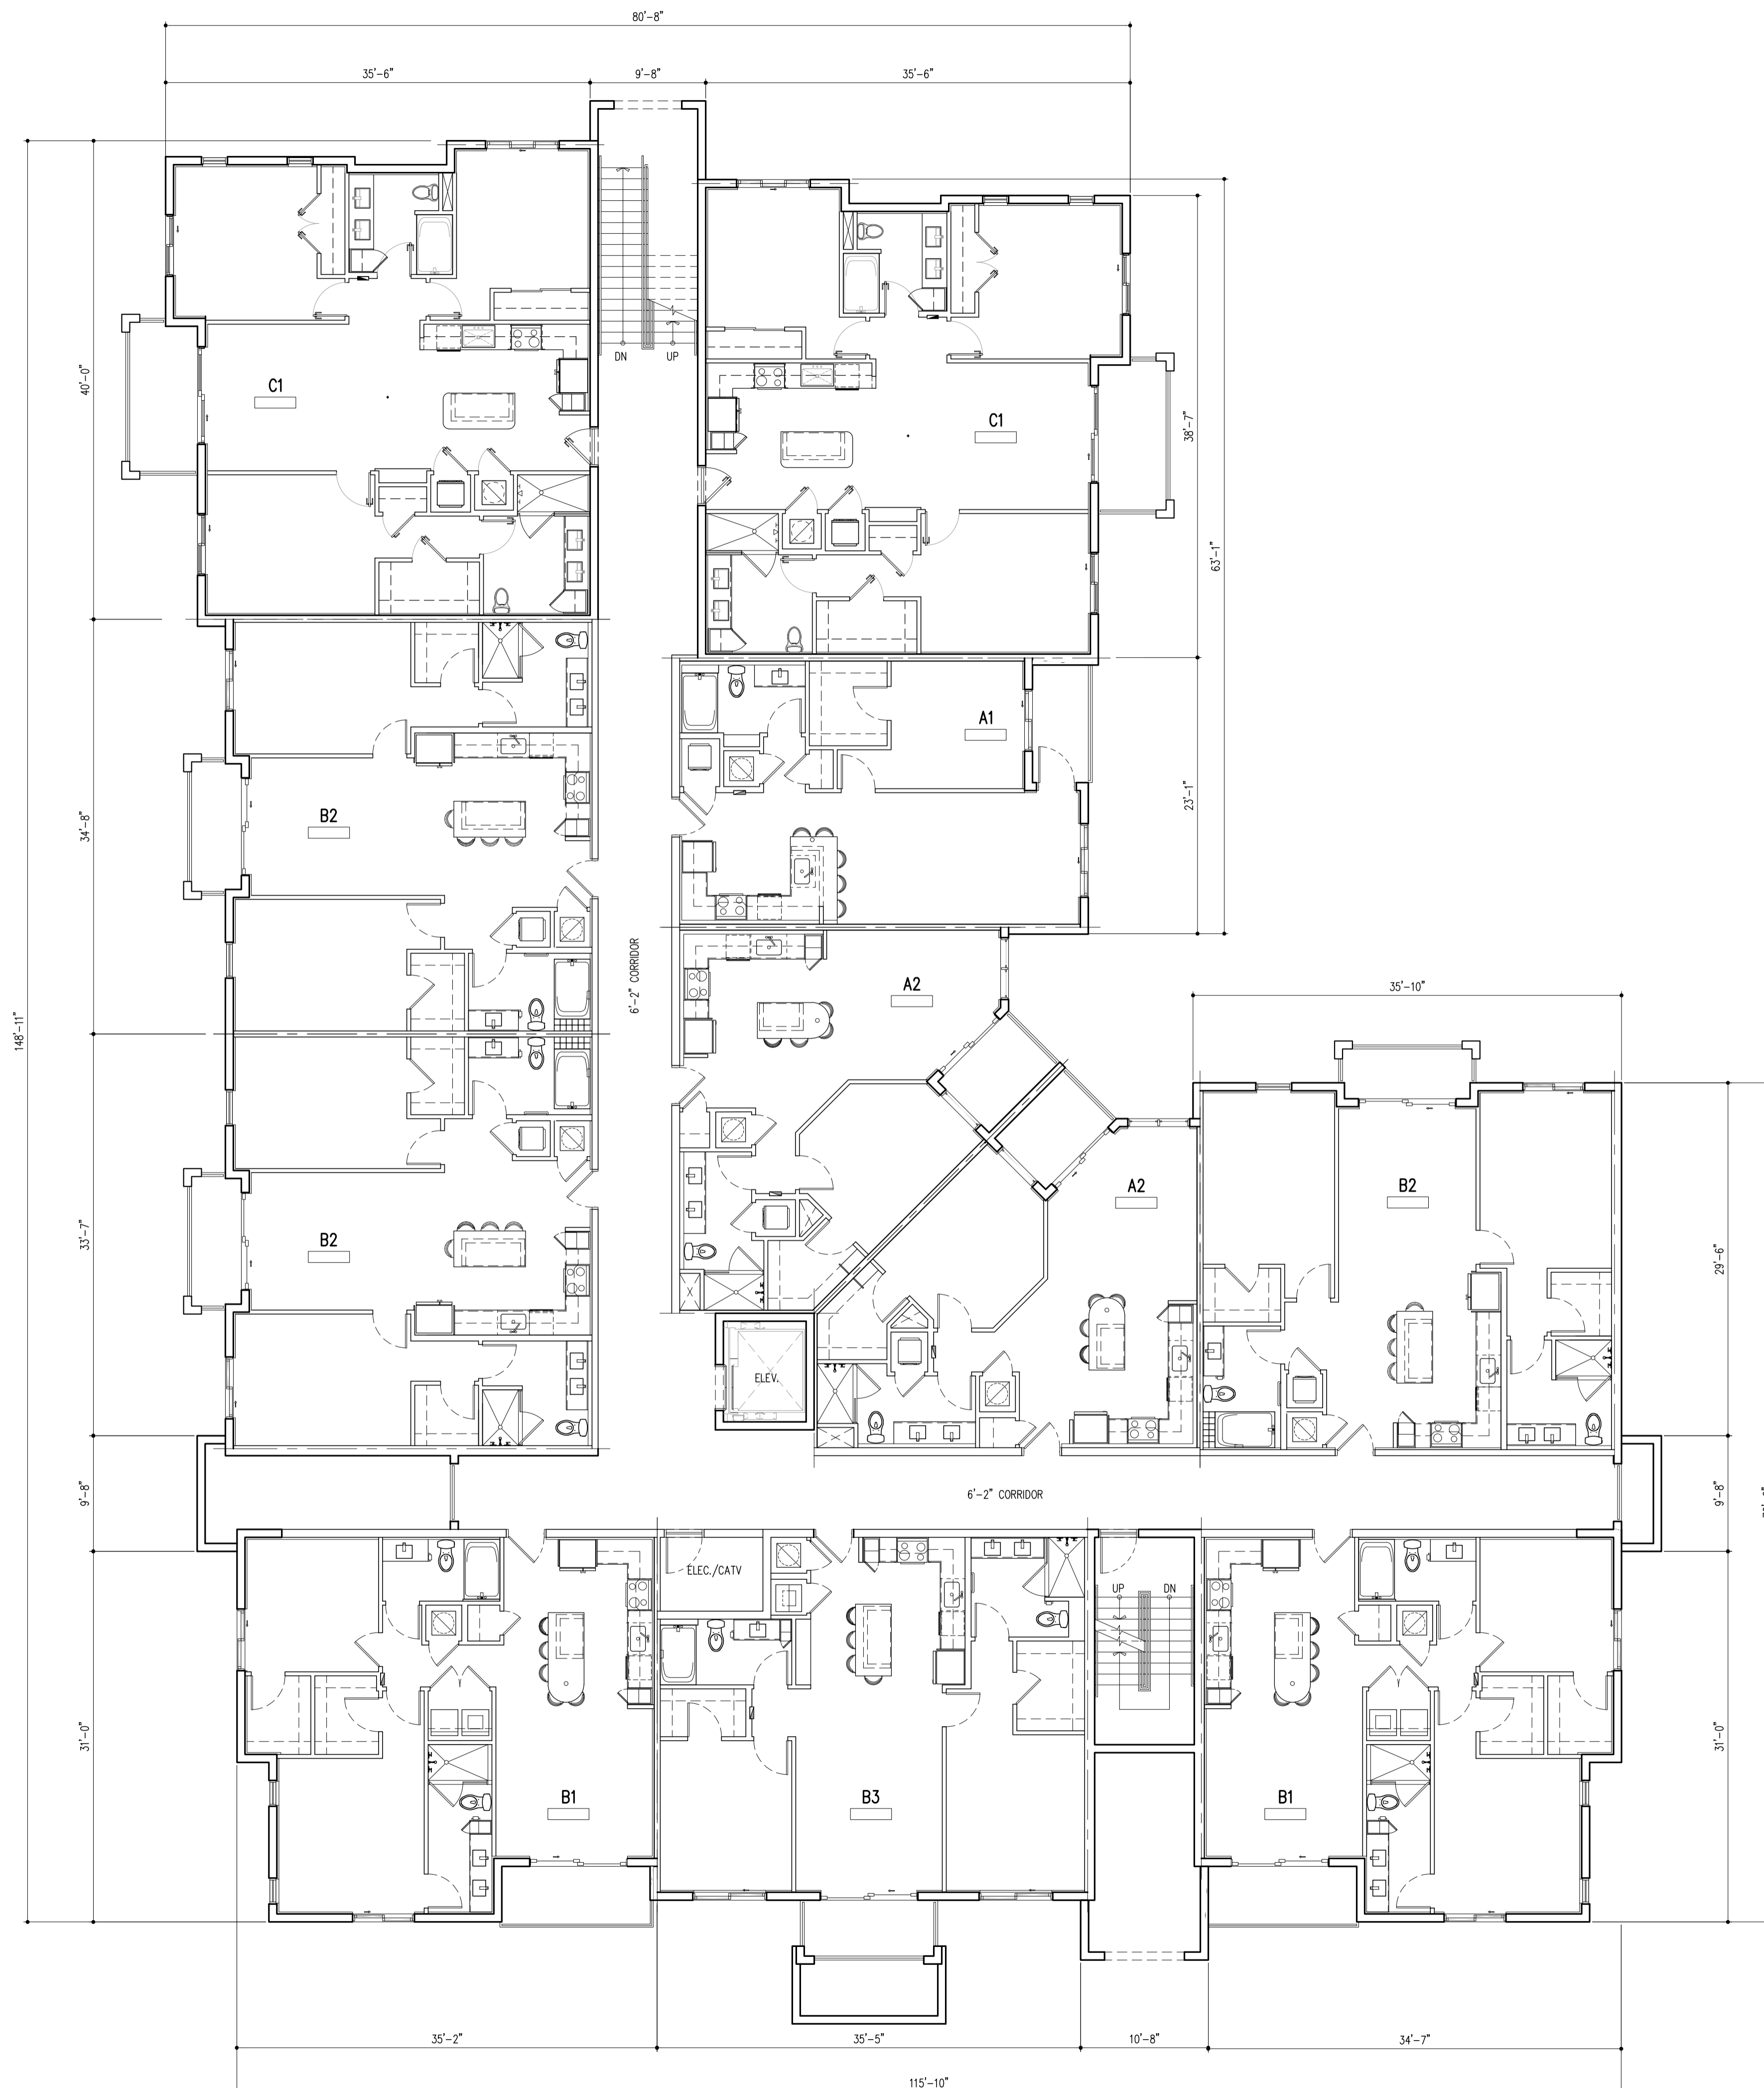 80'-8"
35'-6"
9'-8"
35'-6"
DN
UP
40'-0"
C1
C1
38'-7"
63'-1"
A1
23'-1"
B2
34'-8"
6'-2" CORRIDOR
A2
35'-10"
148'-11"
A2
B2
29'-6"
33'-7"
B2
ELEV.
9'-8"
6'-2" CORRIDOR
9'-8"
ELEC./CATV
UP
DN
31'-0"
31'-0"
B1
B3
B1
35'-2"
35'-5"
10'-8"
34'-7"
115'-10"